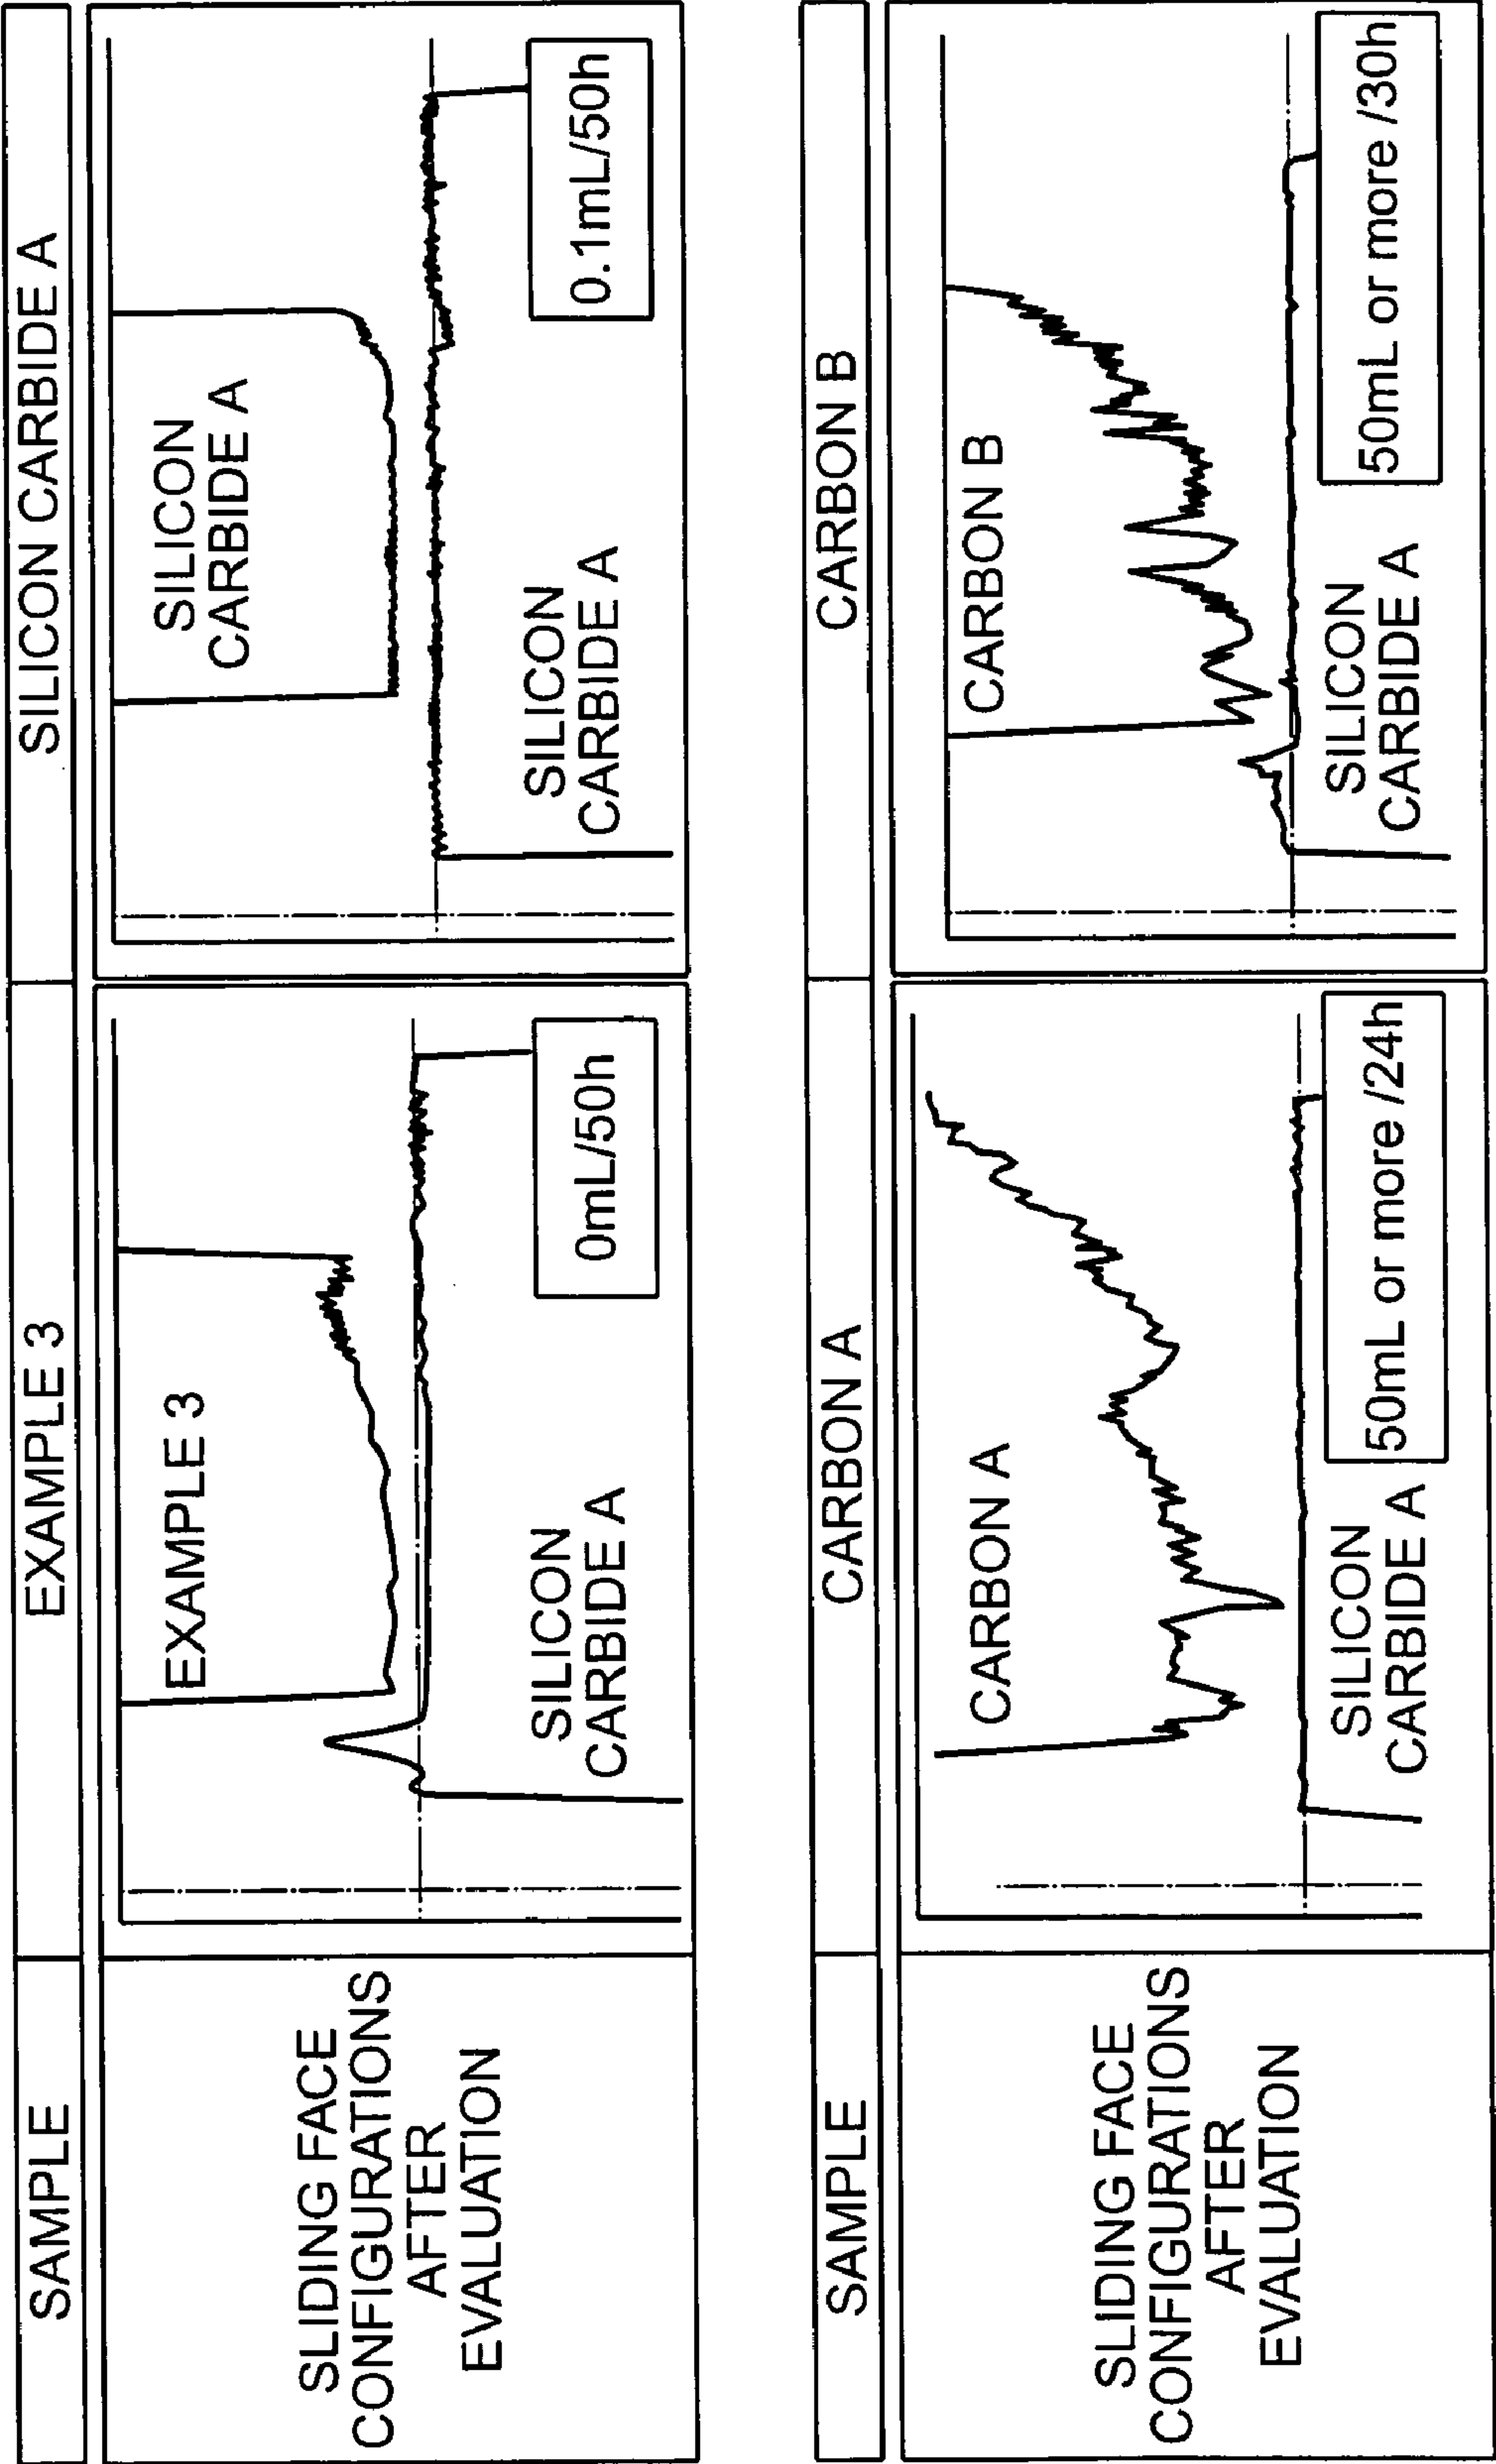 SAMPLE
EXAMPLE 3
SILICON CARBIDE A
SLIDING FACE
CONFIGURATIONS
AFTER
EVALUATION
EXAMPLE 3
SILICON
CARBIDE A
0mL/50h
SILICON
CARBIDE A
SILICON
CARBIDE A
0.1mL/50h
SAMPLE
CARBON A
CARBON B
SLIDING FACE
CONFIGURATIONS
AFTER
EVALUATION
CARBON A
SILICON
CARBIDE A
50mL or more /24h
CARBON B
SILICON
CARBIDE A
50mL or more /30h